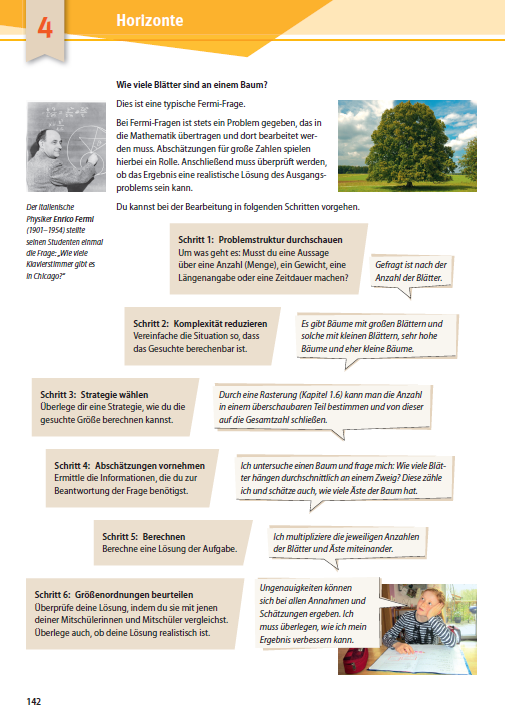 4
Horizonte
Wie viele Blätter sind an einem Baum?
Dies ist eine typische Fermi-Frage.
Bei Fermi-Fragen ist stets ein Problem gegeben, das in
die Mathematik übertragen und dort bearbeitet wer-
den muss. Abschätzungen für große Zahlen spielen
hierbei ein Rolle. Anschließend muss überprüft werden,
ob das Ergebnis eine realistische Lösung des Ausgangs-
problems sein kann.
Du kannst bei der Bearbeitung in folgenden Schritten vorgehen.
Der italienische
Physiker Enrico Fermi
(1901–1954) stellte
seinen Studenten einmal
die Frage: „Wie viele
Klavierstimmer gibt es
in Chicago?“
Schritt 1: Problemstruktur durchschauen
Um was geht es: Musst du eine Aussage
über eine Anzahl (Menge), ein Gewicht, eine
Längenangabe oder eine Zeitdauer machen?
Gefragt ist nach der
Anzahl der Blätter.
Schritt 2: Komplexität reduzieren
Vereinfache die Situation so, dass
das Gesuchte berechenbar ist.
Es gibt Bäume mit großen Blättern und
solche mit kleinen Blättern, sehr hohe
Bäume und eher kleine Bäume.
Schritt 3: Strategie wählen
Überlege dir eine Strategie, wie du die
gesuchte Größe berechnen kannst.
Durch eine Rasterung (Kapitel 1.6) kann man die Anzahl
in einem überschaubaren Teil bestimmen und von dieser
auf die Gesamtzahl schließen.
Schritt 4: Abschätzungen vornehmen
Ermittle die Informationen, die du zur
Beantwortung der Frage benötigst.
Ich untersuche einen Baum und frage mich: Wie viele Blät-
ter hängen durchschnittlich an einem Zweig? Diese zähle
ich und schätze auch, wie viele Äste der Baum hat.
Schritt 5: Berechnen
Berechne eine Lösung der Aufgabe.
Ich multipliziere die jeweiligen Anzahlen
der Blätter und Äste miteinander.
Schritt 6: Größenordnungen beurteilen
Überprüfe deine Lösung, indem du sie mit jenen
deiner Mitschülerinnen und Mitschüler vergleichst.
Überlege auch, ob deine Lösung realistisch ist.
Ungenauigkeiten können
sich bei allen Annahmen und
Schätzungen ergeben. Ich
muss überlegen, wie ich mein
Ergebnis verbessern kann.
142